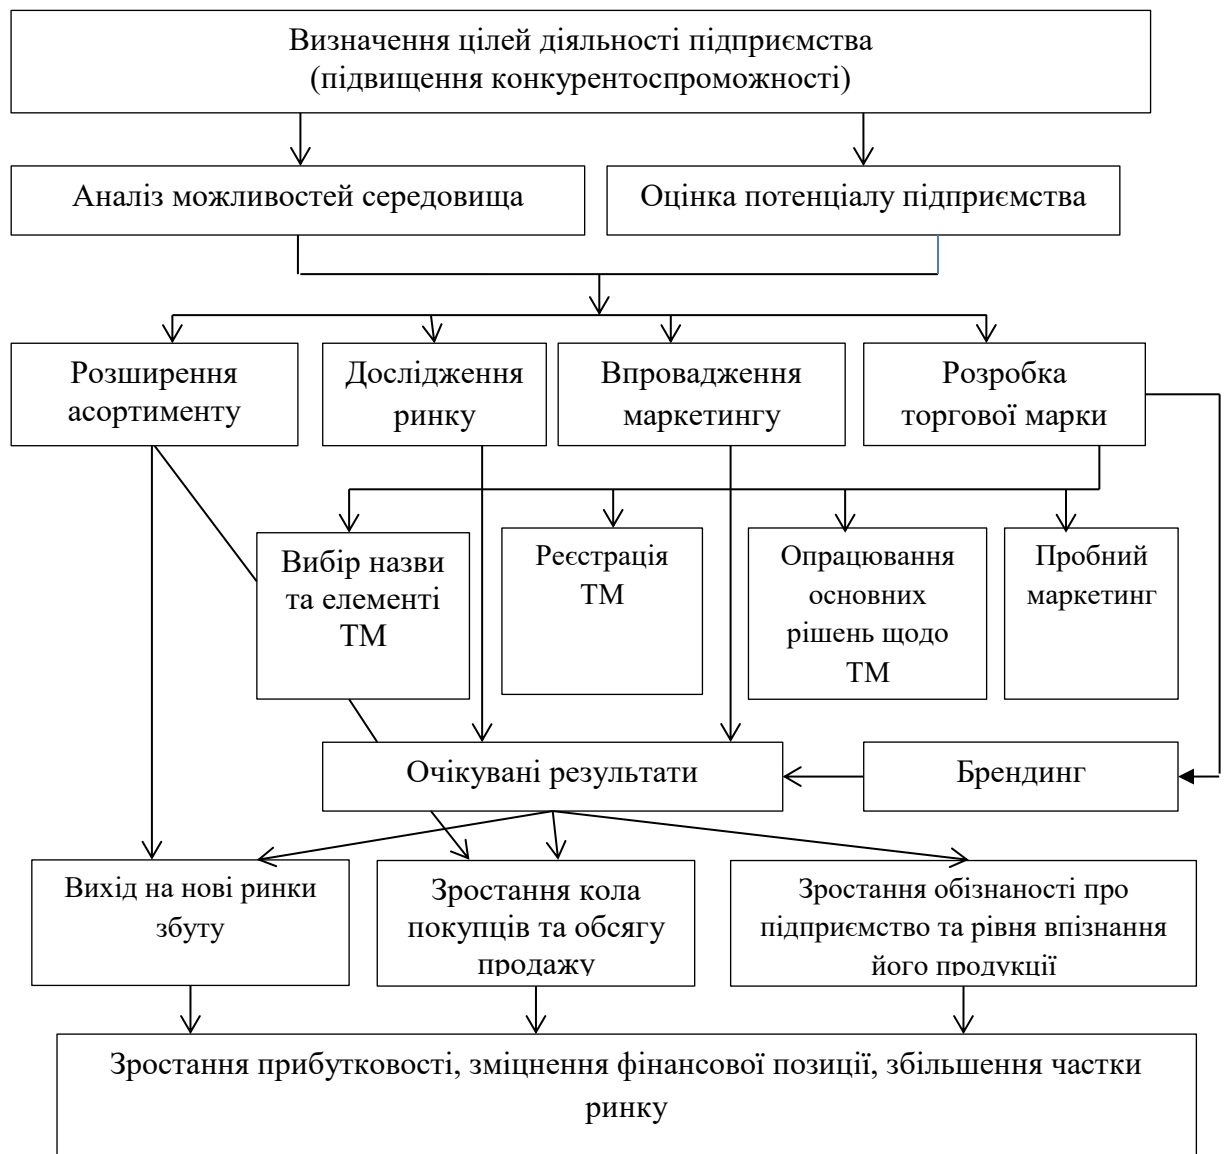 Визначення цілей діяльності підприємства
(підвищення конкурентоспроможності)
Аналіз можливостей середовища
Оцінка потенціалу підприємства
Розширення
асортименту
Дослідження
ринку
Впровадження
маркетингу
Розробка
торгової марки
Вибір назви
та елементі
ТМ
Реєстрація
ТМ
Опрацювання
основних
рішень щодо
ТМ
Пробний
маркетинг
Очікувані результати
Брендинг
Вихід на нові ринки
збуту
Зростання кола
покупців та обсягу
продажу
Зростання обізнаності про
підприємство та рівня впізнання
його продукції
Зростання прибутковості, зміцнення фінансової позиції, збільшення частки
ринку